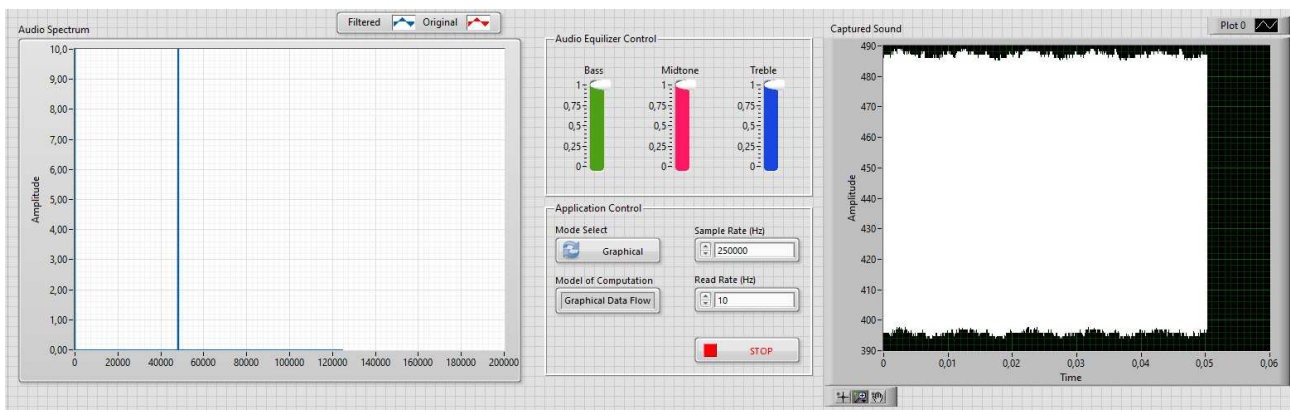 Audio Spectrum
Filtered Original
10,0
9,00
8,00
7,00
6,00
5,00
4,00
3,00
2,00
1,00
0,00
Amplitude
0 20000 40000 60000 80000 100000 120000 140000 160000 180000 200000
Audio Equilizer Control
Bass Midtone Treble
1 1 1
0,75 0,75 0,75
0,5 0,5 0,5
0,25 0,25 0,25
0 0 0
Application Control
Mode Select Sample Rate (Hz)
Graphical 250000
Model of Computation Read Rate (Hz)
Graphical Data Flow 10
STOP
Captured Sound Plot 0
490
480
470
460
450
440
430
420
410
400
390
Amplitude
0 0,01 0,02 0,03 0,04 0,05 0,06
Time